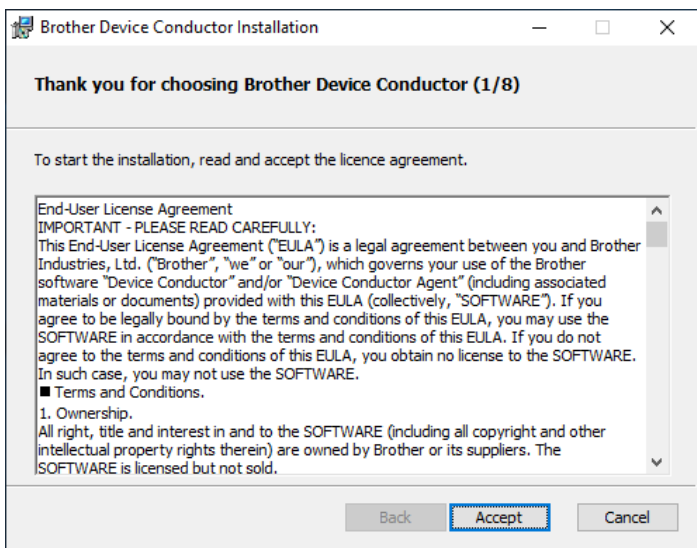 Brother Device Conductor Installation
Thank you for choosing Brother Device Conductor (1/8)
To start the installation, read and accept the licence agreement.
End-User License Agreement
IMPORTANT - PLEASE READ CAREFULLY:
This End-User License Agreement (“EULA”) is a legal agreement between you and Brother
Industries, Ltd. (“Brother”, “we” or “our”), which governs your use of the Brother
software “Device Conductor” and/or “Device Conductor Agent” (including associated
materials or documents) provided with this EULA (collectively, “SOFTWARE”). If you
agree to be legally bound by the terms and conditions of this EULA, you may use the
SOFTWARE in accordance with the terms and conditions of this EULA. If you do not
agree to the terms and conditions of this EULA, you obtain no license to the SOFTWARE.
In such case, you may not use the SOFTWARE.
■ Terms and Conditions.
1. Ownership.
All right, title and interest in and to the SOFTWARE (including all copyright and other
intellectual property rights therein) are owned by Brother or its suppliers. The
SOFTWARE is licensed but not sold.
Back Accept Cancel